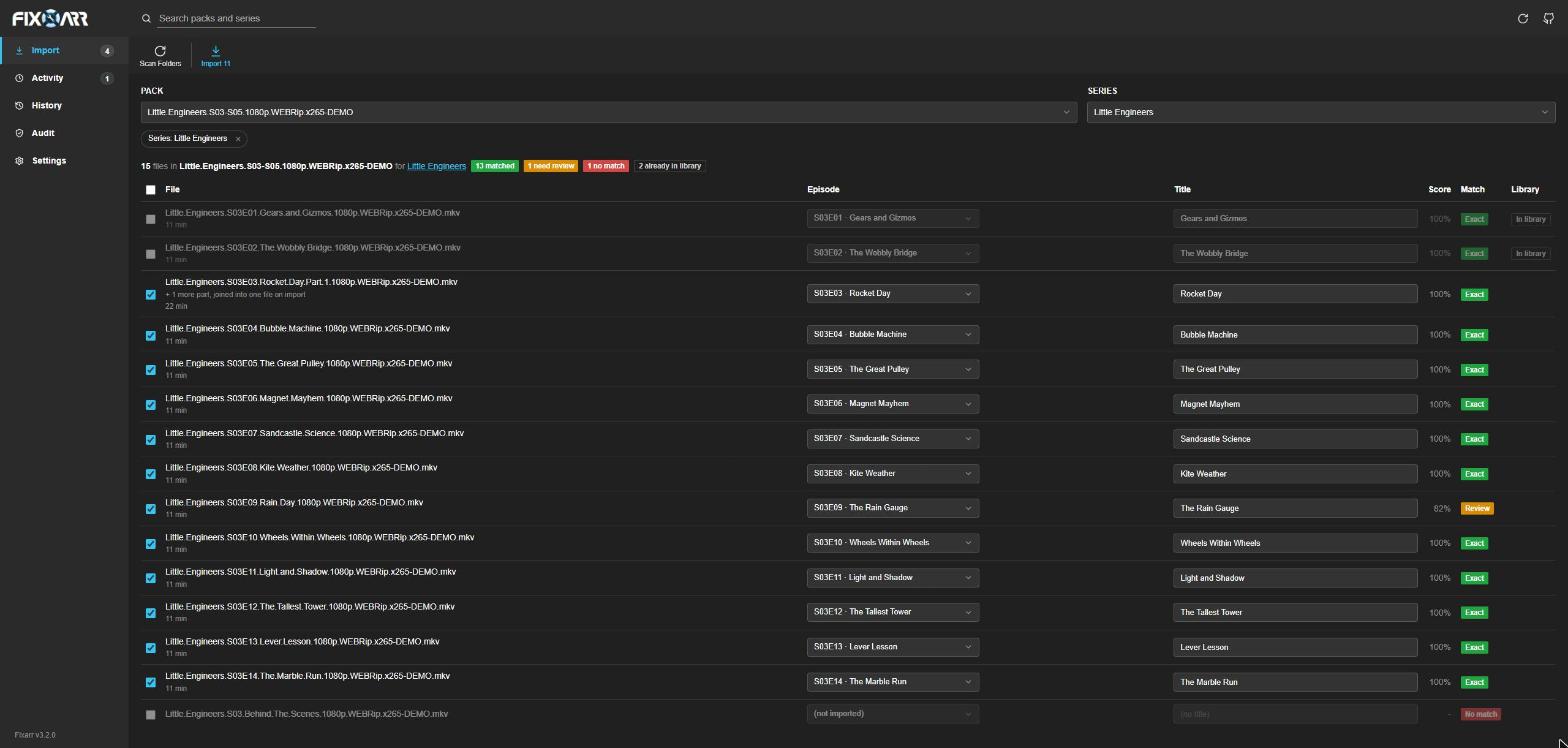 FIXARR
Search packs and series
Import 4
Activity 1
History
Audit
Settings
Scan Folders
Import 11
PACK
SERIES
Little.Engineers.S03-S05.1080p.WEBRip.x265-DEMO
Little Engineers
Series: Little Engineers ×
15 files in Little.Engineers.S03-S05.1080p.WEBRip.x265-DEMO for Little Engineers 13 matched 1 need review 1 no match 2 already in library
File Episode Title Score Match Library
Little.Engineers.S03E01.Gears.and.Gizmos.1080p.WEBRip.x265-DEMO.mkv
11 min
S03E01 - Gears and Gizmos Gears and Gizmos 100% Exact In library
Little.Engineers.S03E02.The.Wobbly.Bridge.1080p.WEBRip.x265-DEMO.mkv
11 min
S03E02 - The Wobbly Bridge The Wobbly Bridge 100% Exact In library
Little.Engineers.S03E03.Rocket.Day.Part.1.1080p.WEBRip.x265-DEMO.mkv
+ 1 more part, joined into one file on import
22 min
S03E03 - Rocket Day Rocket Day 100% Exact
Little.Engineers.S03E04.Bubble.Machine.1080p.WEBRip.x265-DEMO.mkv
11 min
S03E04 - Bubble Machine Bubble Machine 100% Exact
Little.Engineers.S03E05.The.Great.Pulley.1080p.WEBRip.x265-DEMO.mkv
11 min
S03E05 - The Great Pulley The Great Pulley 100% Exact
Little.Engineers.S03E06.Magnet.Mayhem.1080p.WEBRip.x265-DEMO.mkv
11 min
S03E06 - Magnet Mayhem Magnet Mayhem 100% Exact
Little.Engineers.S03E07.Sandcastle.Science.1080p.WEBRip.x265-DEMO.mkv
11 min
S03E07 - Sandcastle Science Sandcastle Science 100% Exact
Little.Engineers.S03E08.Kite.Weather.1080p.WEBRip.x265-DEMO.mkv
11 min
S03E08 - Kite Weather Kite Weather 100% Exact
Little.Engineers.S03E09.Rain.Day.1080p.WEBRip.x265-DEMO.mkv
11 min
S03E09 - The Rain Gauge The Rain Gauge 82% Review
Little.Engineers.S03E10.Wheels.Within.Wheels.1080p.WEBRip.x265-DEMO.mkv
11 min
S03E10 - Wheels Within Wheels Wheels Within Wheels 100% Exact
Little.Engineers.S03E11.Light.and.Shadow.1080p.WEBRip.x265-DEMO.mkv
11 min
S03E11 - Light and Shadow Light and Shadow 100% Exact
Little.Engineers.S03E12.The.Tallest.Tower.1080p.WEBRip.x265-DEMO.mkv
11 min
S03E12 - The Tallest Tower The Tallest Tower 100% Exact
Little.Engineers.S03E13.Lever.Lesson.1080p.WEBRip.x265-DEMO.mkv
11 min
S03E13 - Lever Lesson Lever Lesson 100% Exact
Little.Engineers.S03E14.The.Marble.Run.1080p.WEBRip.x265-DEMO.mkv
11 min
S03E14 - The Marble Run The Marble Run 100% Exact
Little.Engineers.S03.Behind.The.Scenes.1080p.WEBRip.x265-DEMO.mkv
(not imported) (no title) - No match
Fixarr v3.2.0